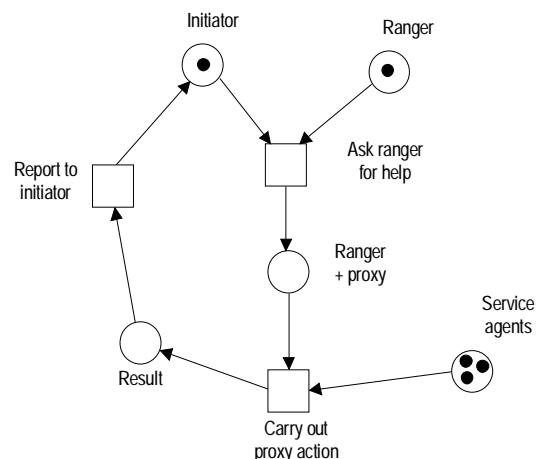 Initiator
Ranger
Report to
initiator
Ask ranger
for help
Ranger
+ proxy
Service
agents
Result
Carry out
proxy action